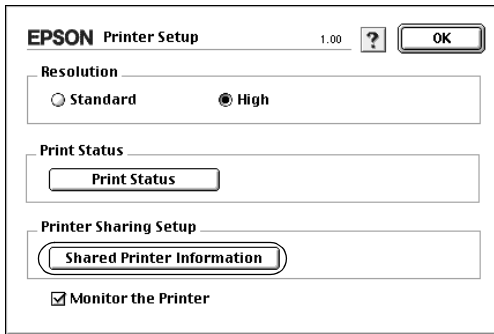 EPSON Printer Setup 1.00 ? OK
Resolution
Standard High
Print Status
Print Status
Printer Sharing Setup
Shared Printer Information
Monitor the Printer